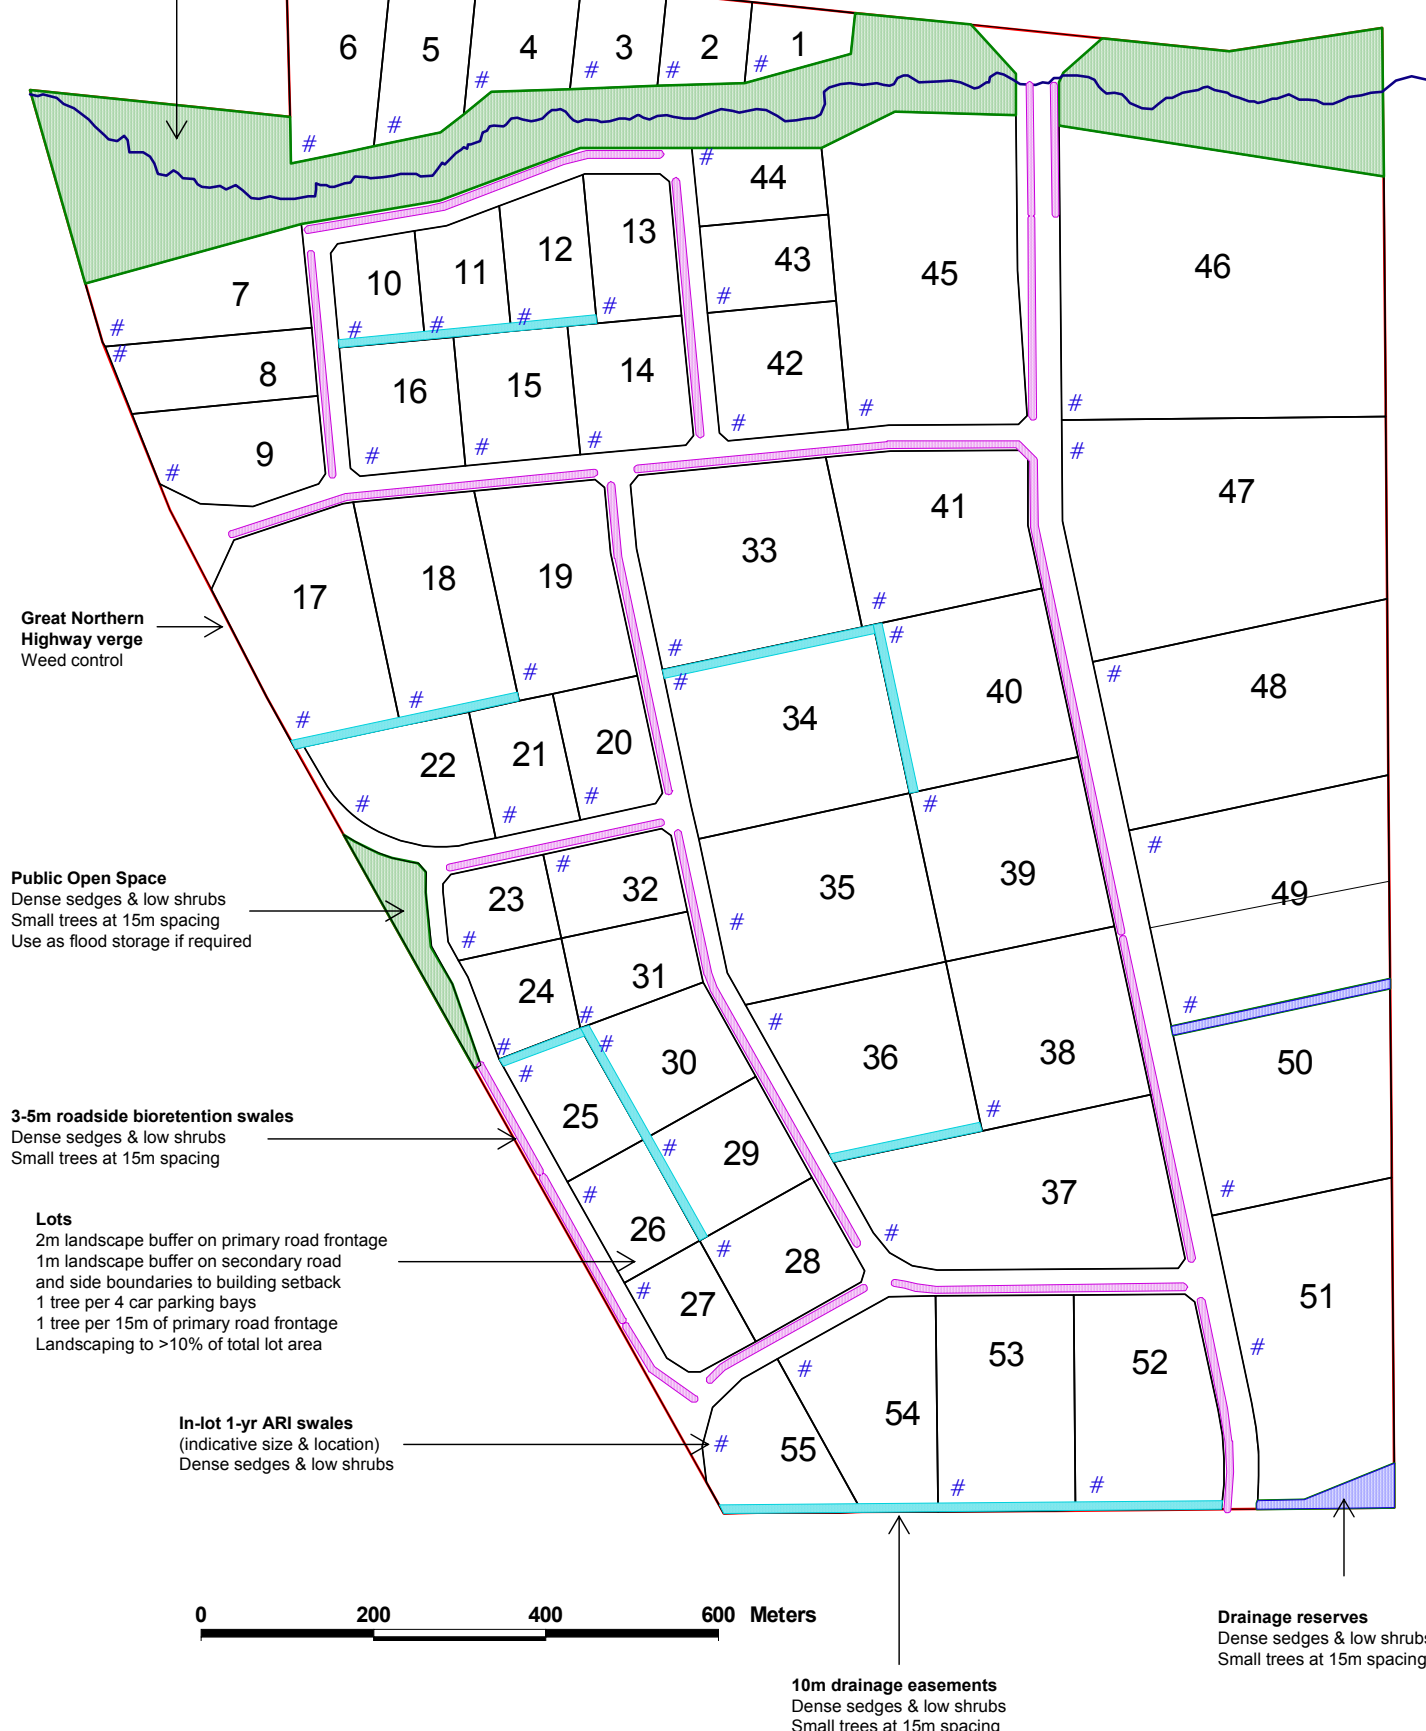 6 5 4 3 2 1
# # # # # #
44 #
13
12
11
10
43 #
45
46
7 #
# # # #
8 #
42 #
14
15
16
#
# #
9 #
# # #
#
41
47
33
17
18
19
#
Great Northern
Highway verge
Weed control
# #
# #
40
48 #
34
# #
20
21
22
# # #
#
#
Public Open Space
Dense sedges & low shrubs
Small trees at 15m spacing
Use as flood storage if required
#
23
32
35
39
49
#
#
24
31
#
# # #
#
30
36
38
50
#
25
#
3-5m roadside bioretention swales
Dense sedges & low shrubs
Small trees at 15m spacing
29
#
37
#
#
Lots
2m landscape buffer on primary road frontage
1m landscape buffer on secondary road
and side boundaries to building setback
1 tree per 4 car parking bays
1 tree per 15m of primary road frontage
Landscaping to >10% of total lot area
26
#
28
#
27
#
51
#
53
52
#
54
In-lot 1-yr ARI swales
(indicative size & location)
Dense sedges & low shrubs
#
55
#
#
0 200 400 600 Meters
Drainage reserves
Dense sedges & low shrubs
Small trees at 15m spacing
10m drainage easements
Dense sedges & low shrubs
Small trees at 15m spacing